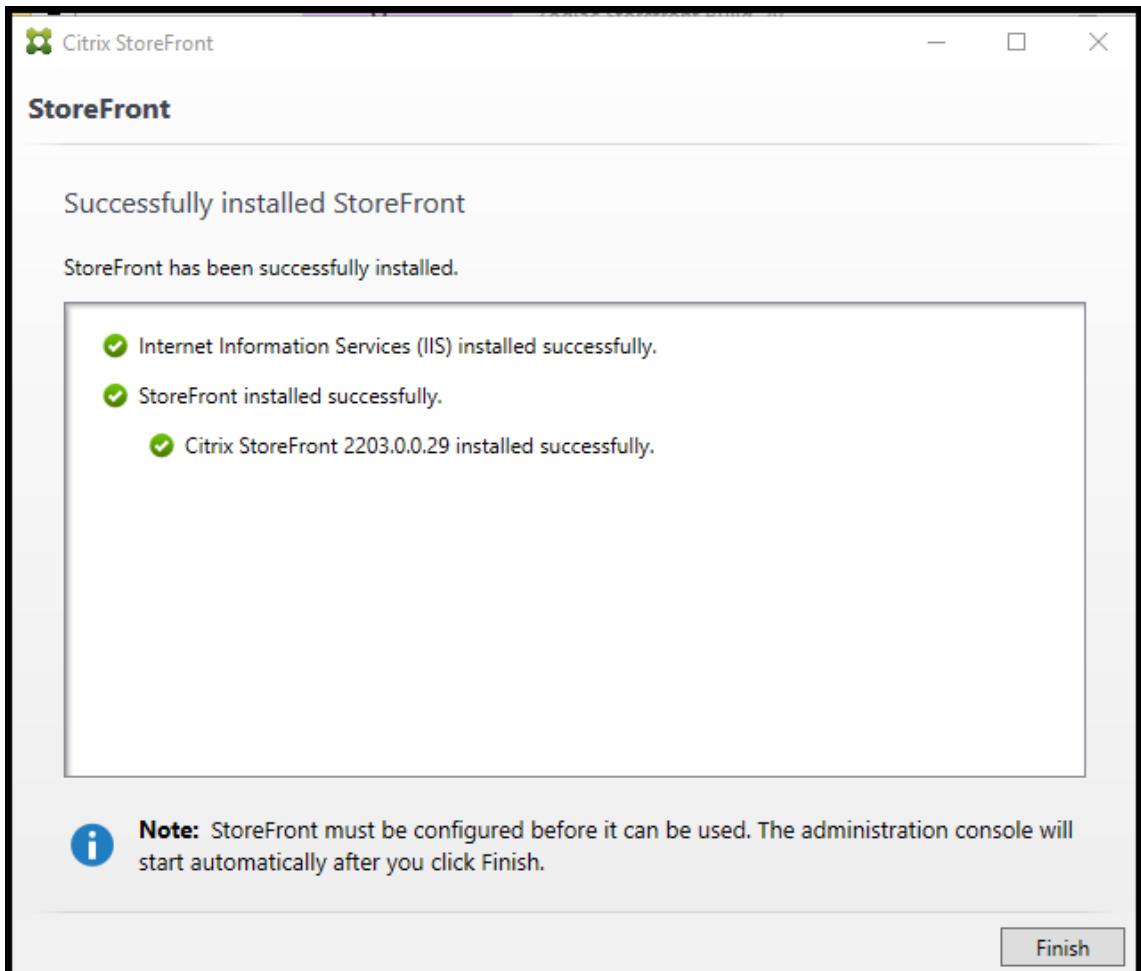 Citrix StoreFront
StoreFront
Successfully installed StoreFront
StoreFront has been successfully installed.
Internet Information Services (IIS) installed successfully.
StoreFront installed successfully.
Citrix StoreFront 2203.0.0.29 installed successfully.
Note: StoreFront must be configured before it can be used. The administration console will
start automatically after you click Finish.
Finish